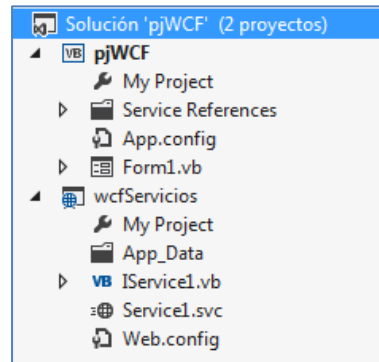 Solución 'pjWCF' (2 proyectos)
VB pjWCF
My Project
Service References
App.config
Form1.vb
wcfServicios
My Project
App_Data
VB IService1.vb
Service1.svc
Web.config